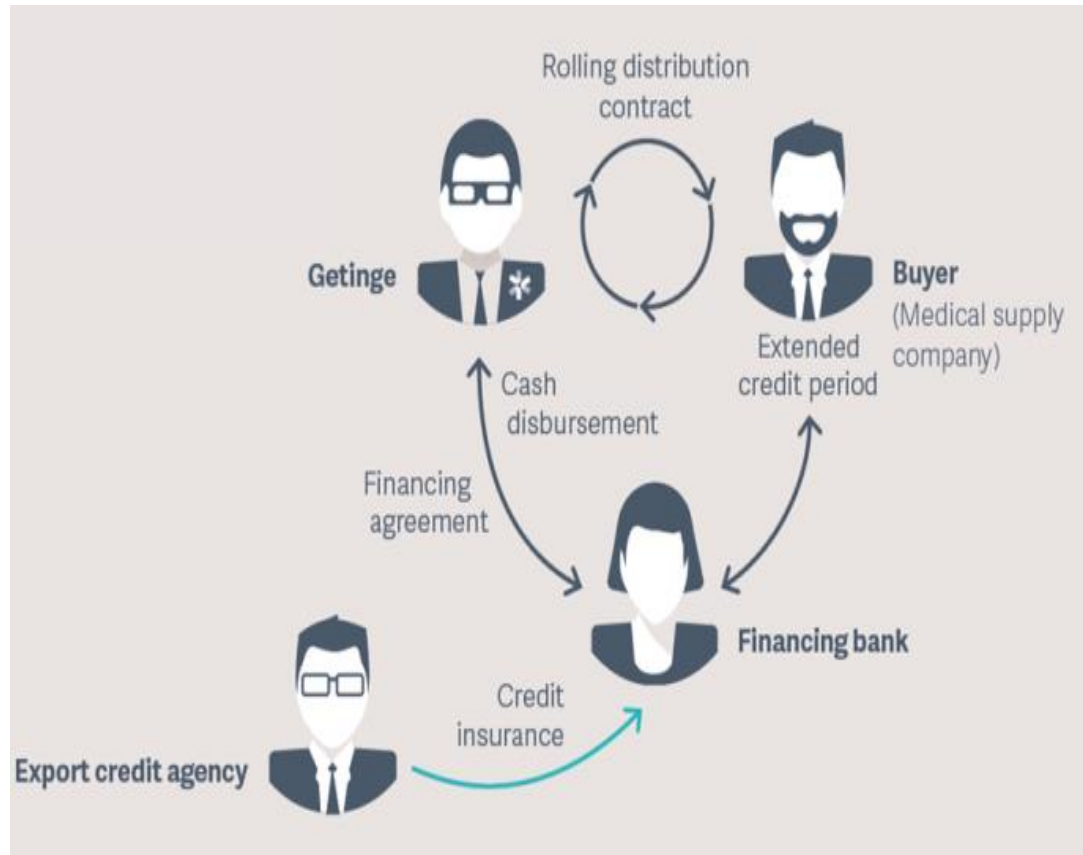 Rolling distribution
contract
Getinge
Buyer
(Medical supply
company)
Extended
credit period
Cash
disbursement
Financing
agreement
Financing bank
Credit
insurance
Export credit agency